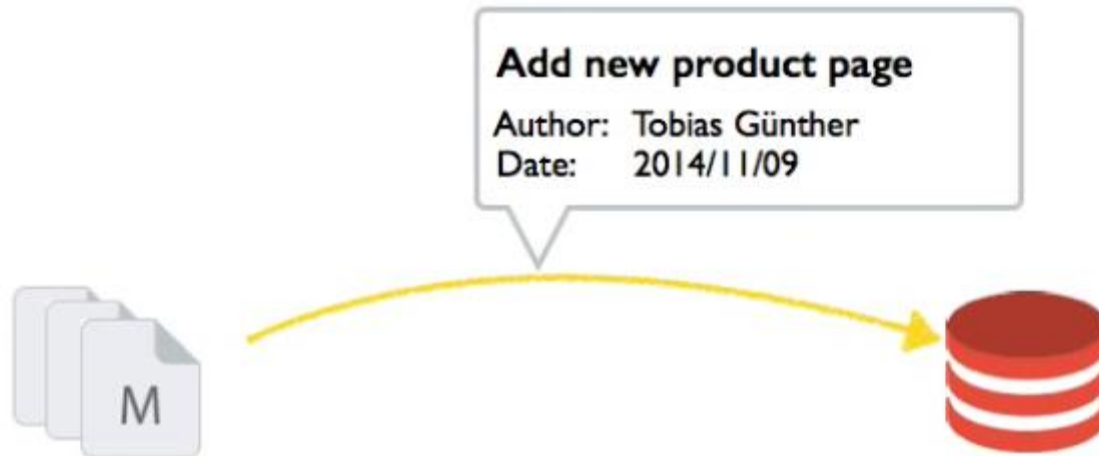 Add new product page
Author: Tobias Günther
Date: 2014/11/09
M